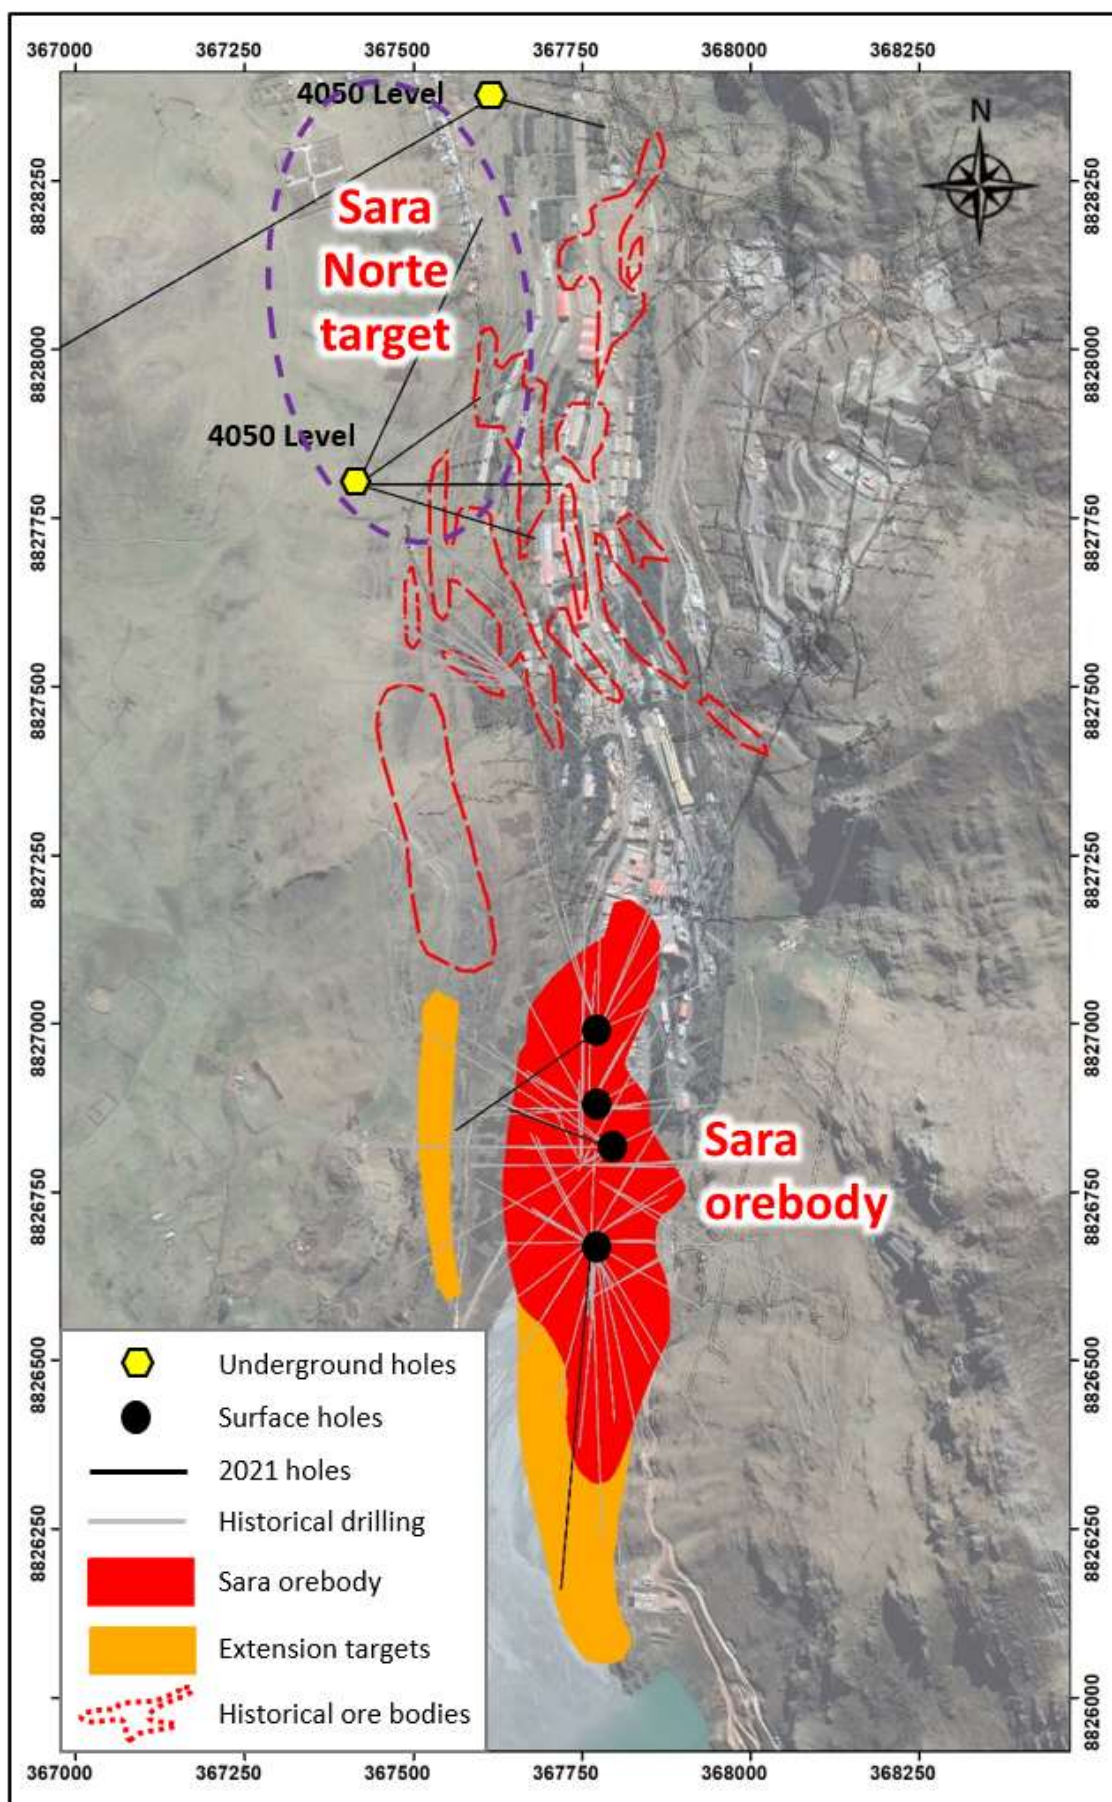 367000 367250 367500 367750 368000 368250
4050 Level
N
8828250
8828250
Sara
Norte
target
8828000
8828000
4050 Level
8827750
8827750
8827500
8827500
8827250
8827250
8827000
8827000
Sara
orebody
8826750
8826750
8826500
8826500
Underground holes
Surface holes
2021 holes
Historical drilling
8826250
8826250
Sara orebody
Extension targets
Historical ore bodies
8826000
367000 367250 367500 367750 368000 368250